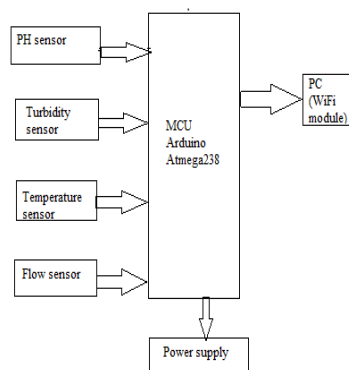 PH sensor
Turbidity
sensor
Temperature
sensor
Flow sensor
MCU
Arduino
Atmega238
PC
(WiFi
module)
Power supply